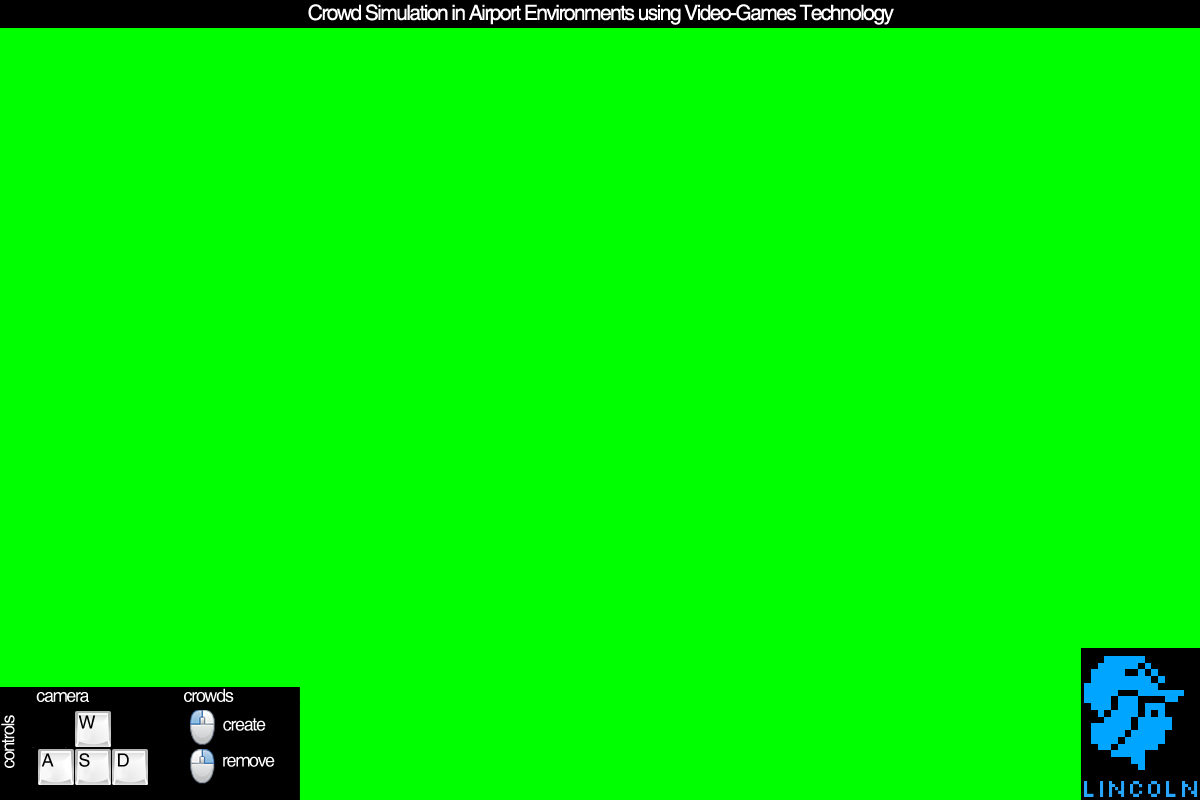 Crowd Simulation in Airport Environments using Video-Games Technology
controls
camera
W
A S D
crowds
create
remove
LINCOLN